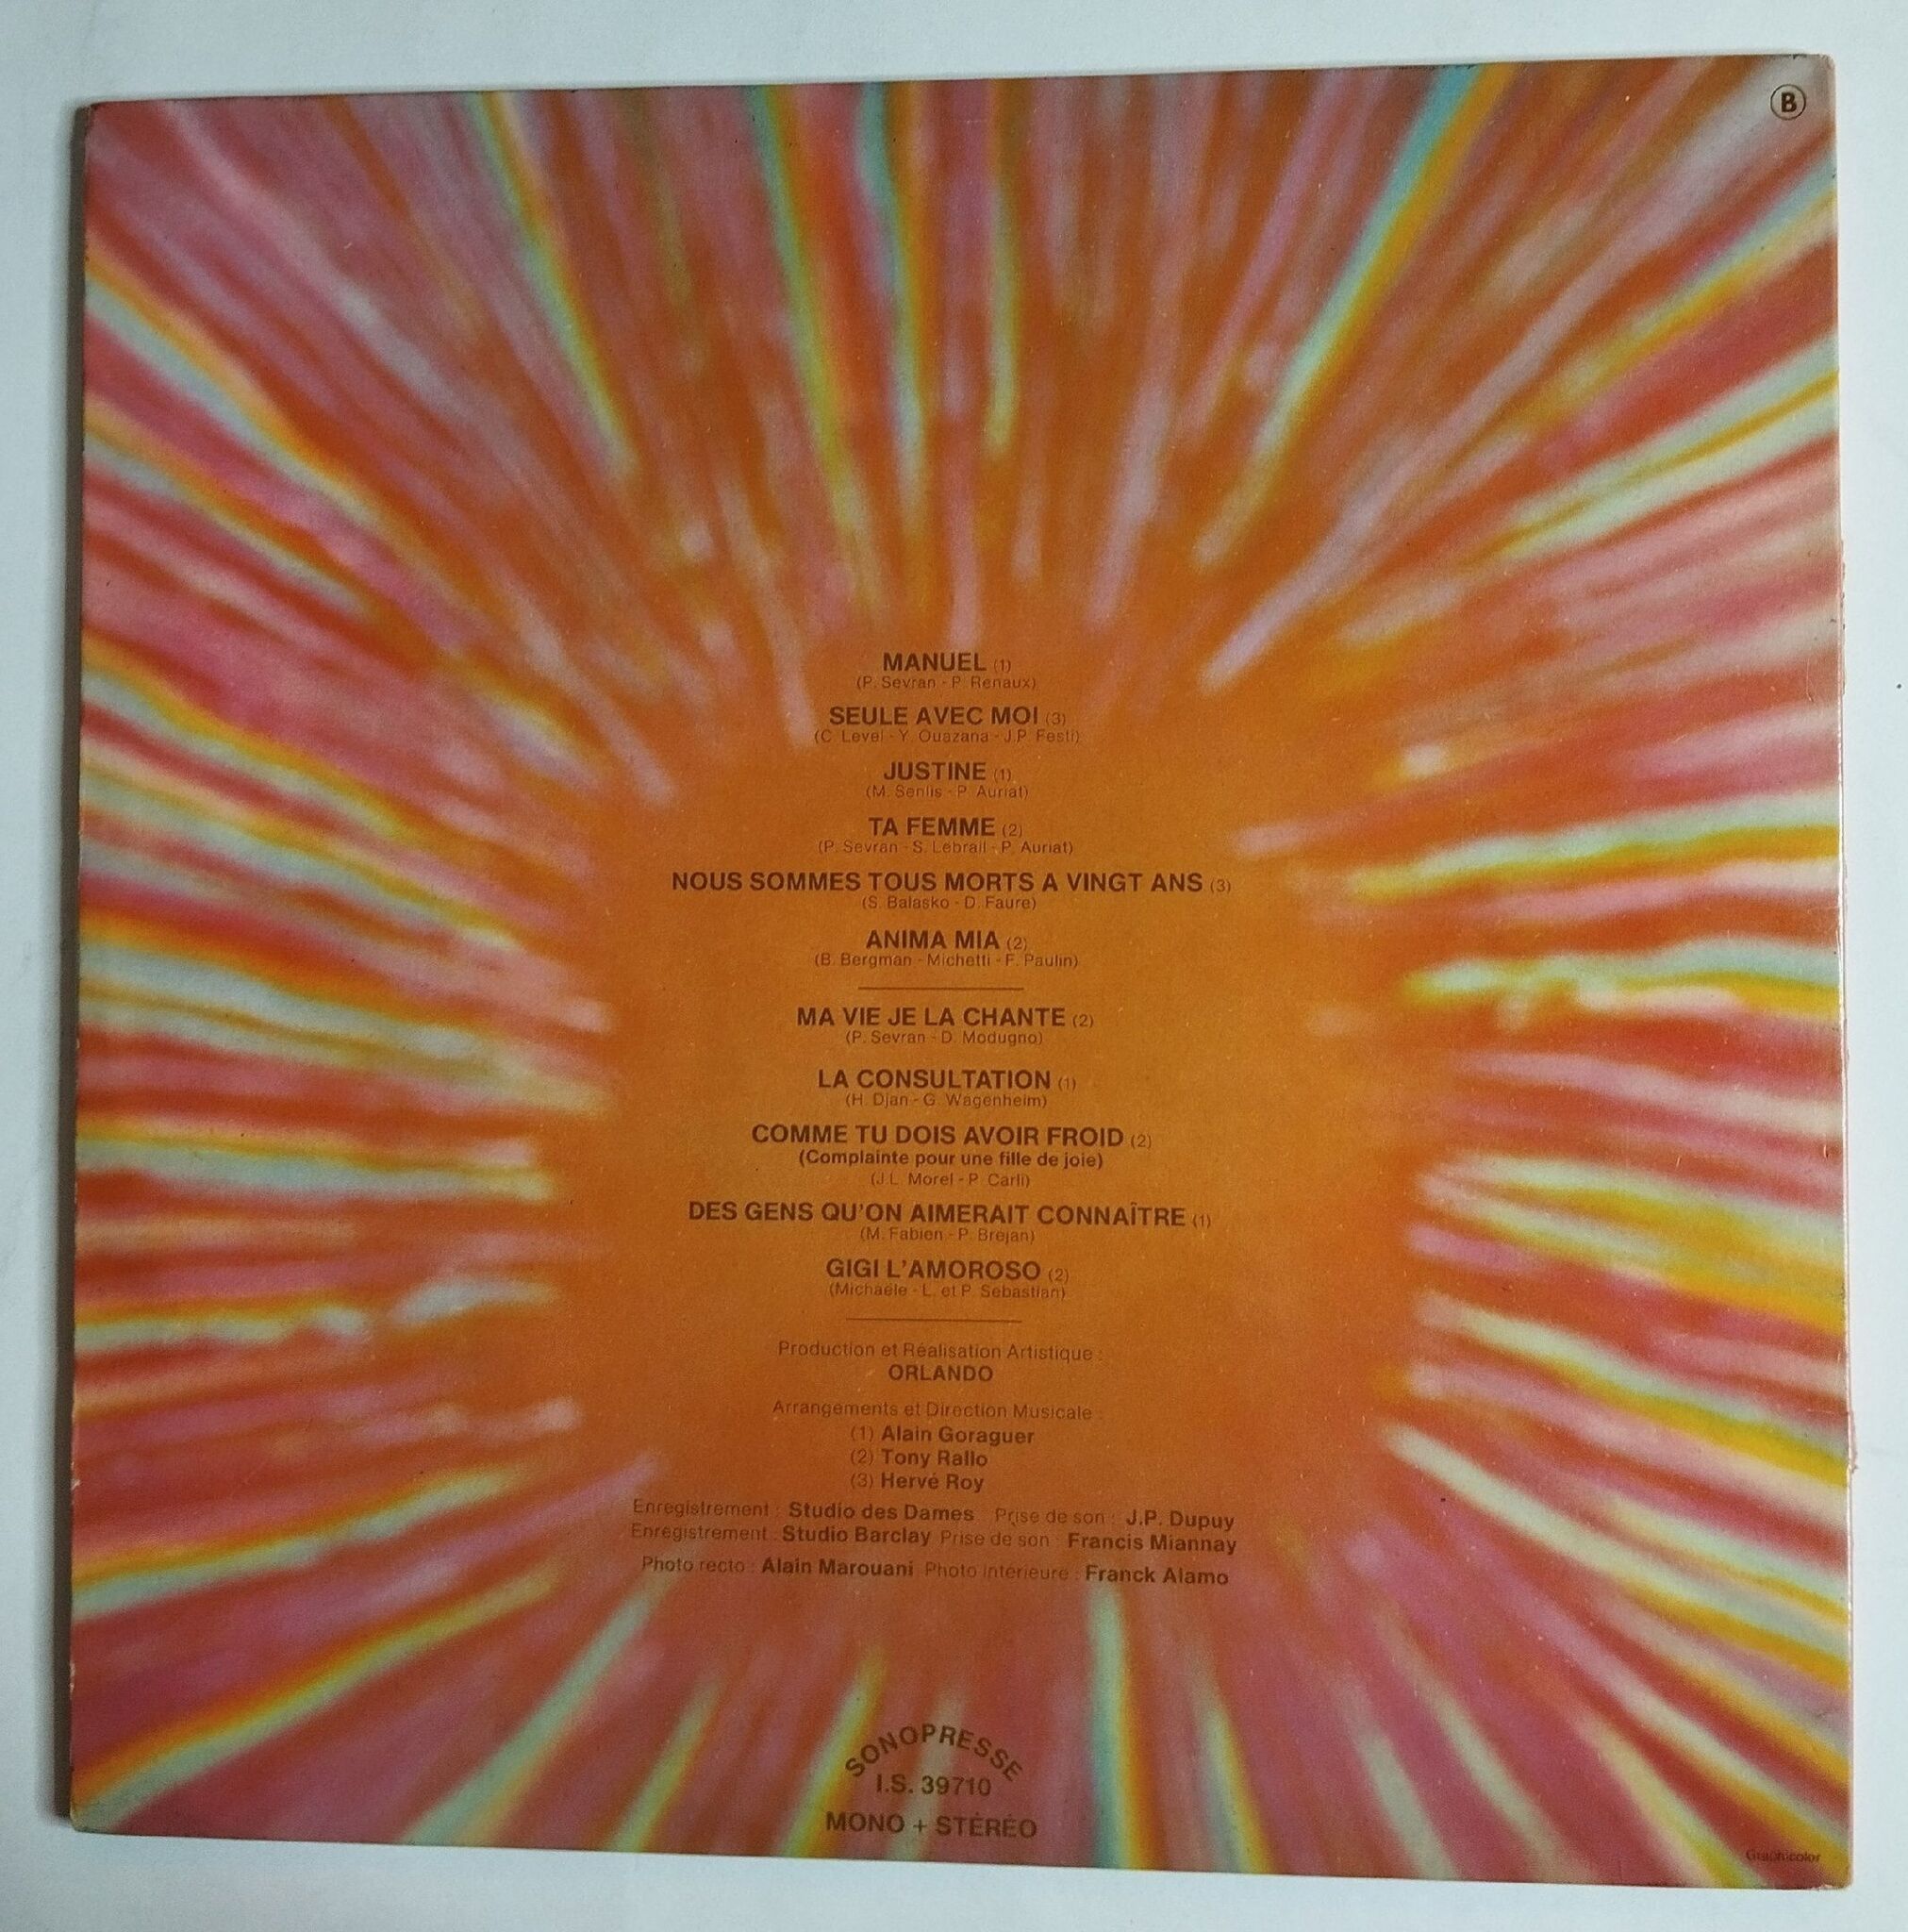 B
MANUEL (1)
(P. Sevran - P. Renaux)
SEULE AVEC MOI (3)
(C. Level - Y. Ouazana - J.P. Festi)
JUSTINE (1)
(M. Senlis - P. Auriat)
TA FEMME (2)
(P. Sevran - S. Lebrail - P. Auriat)
NOUS SOMMES TOUS MORTS A VINGT ANS (3)
(S. Balasko - D. Faure)
ANIMA MIA (2)
(B. Bergman - Michetti - F. Paulin)
MA VIE JE LA CHANTE (2)
(P. Sevran - D. Modugno)
LA CONSULTATION (1)
(H. Djan - G. Wagenheim)
COMME TU DOIS AVOIR FROID (2)
(Complainte pour une fille de joie)
(J.L. Morel - P. Carli)
DES GENS QU'ON AIMERAIT CONNAÎTRE (1)
(M. Fabien - P. Brejan)
GIGI L'AMOROSO (2)
(Michaële - L. et P. Sebastian)
Production et Réalisation Artistique :
ORLANDO
Arrangements et Direction Musicale :
(1) Alain Goraguer
(2) Tony Rallo
(3) Hervé Roy
Enregistrement : Studio des Dames Prise de son : J.P. Dupuy
Enregistrement : Studio Barclay Prise de son : Francis Miannay
Photo recto : Alain Marouani Photo intérieure : Franck Alamo
SONOPRESSE
I.S. 39710
MONO + STÉRÉO
Graphicolor